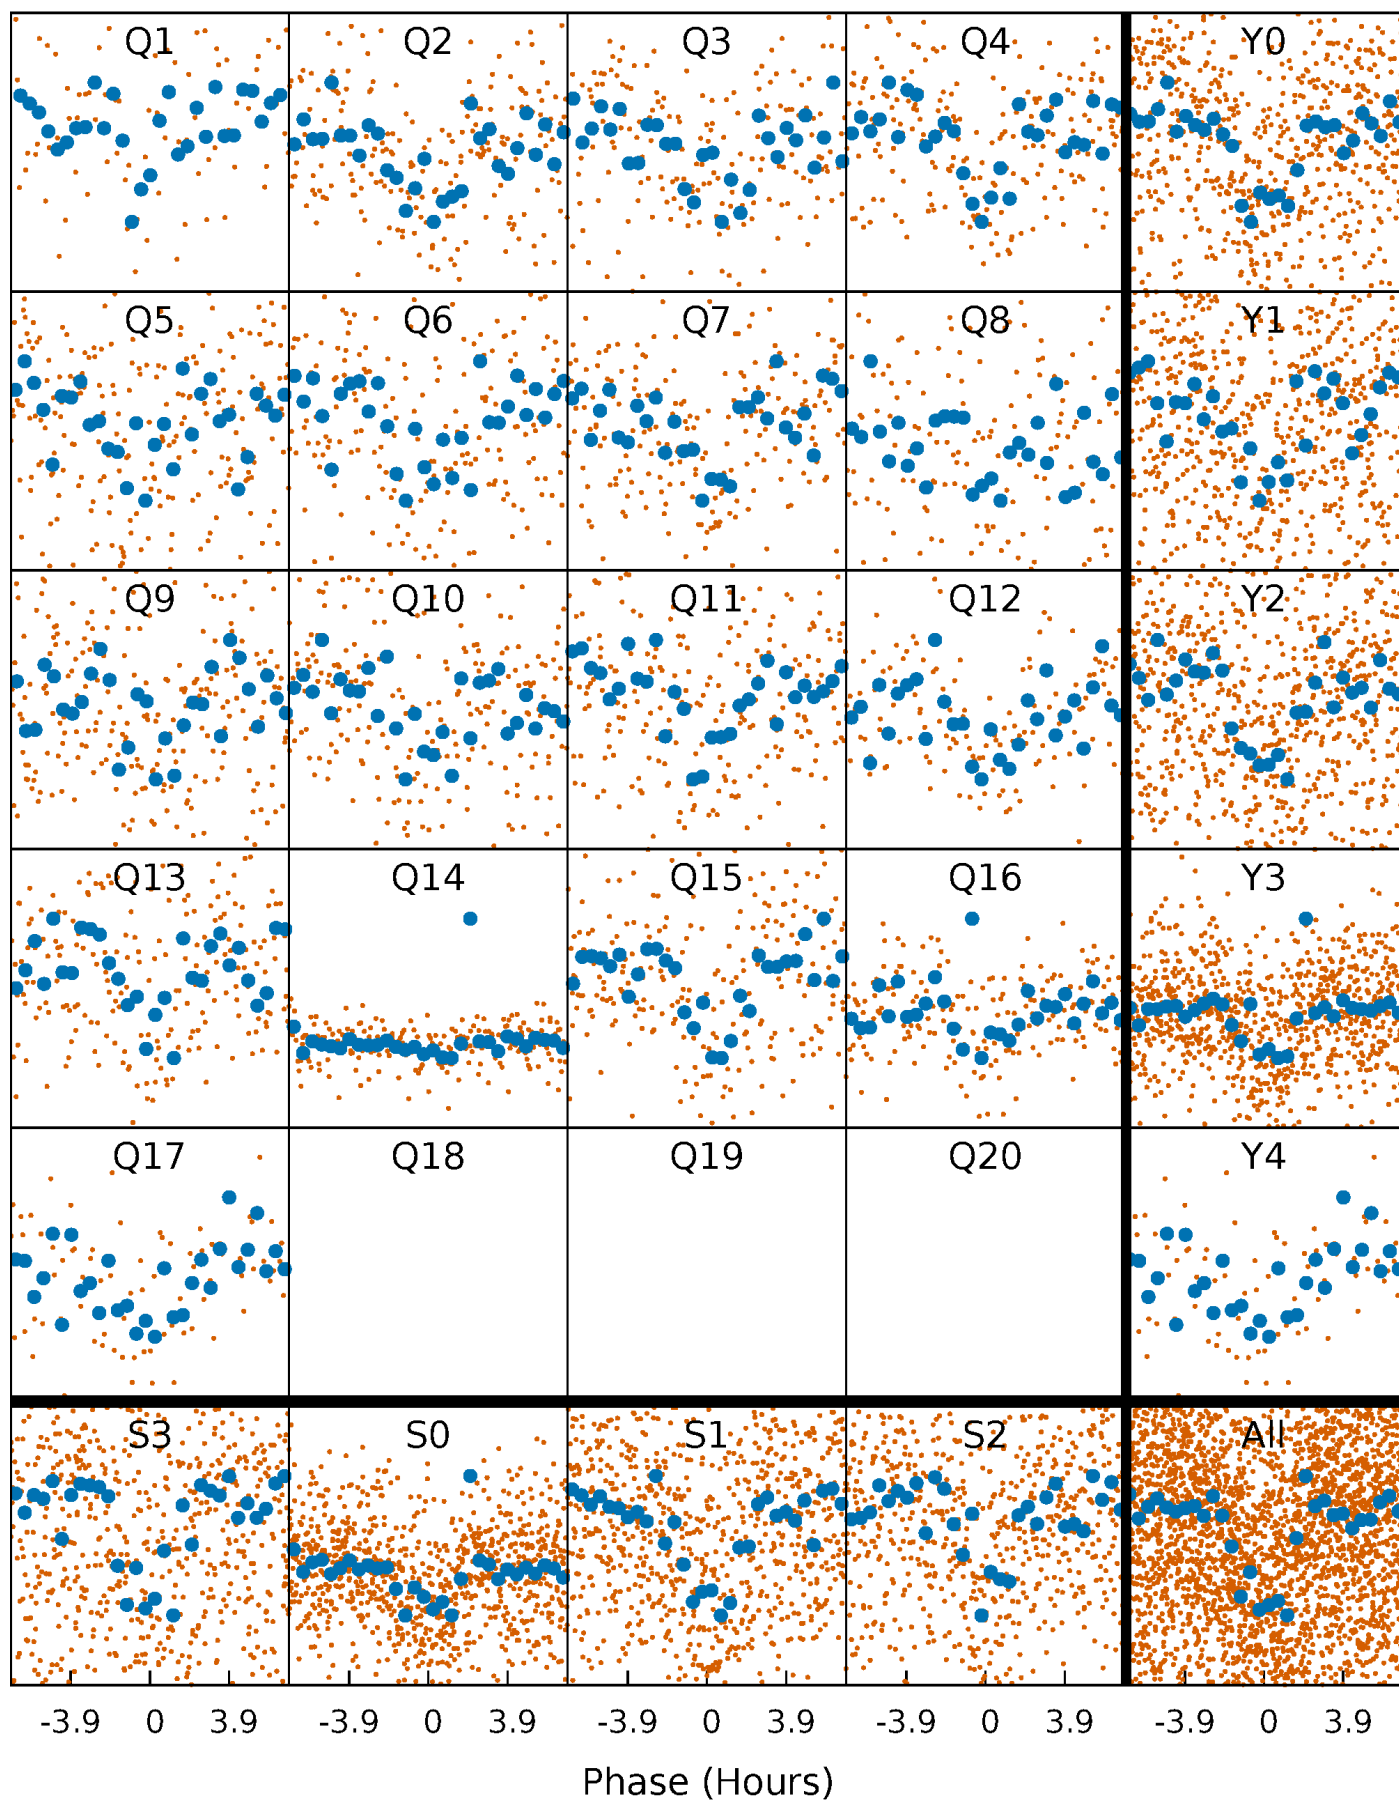 Q1 Q2 Q3 Q4 Y0
Q5 Q6 Q7 Q8 Y1
Q9 Q10 Q11 Q12 Y2
Q13 Q14 Q15 Q16 Y3
Q17 Q18 Q19 Q20 Y4
S3 S0 S1 S2 All
-3.9 0 3.9 -3.9 0 3.9 -3.9 0 3.9 -3.9 0 3.9 -3.9 0 3.9
Phase (Hours)